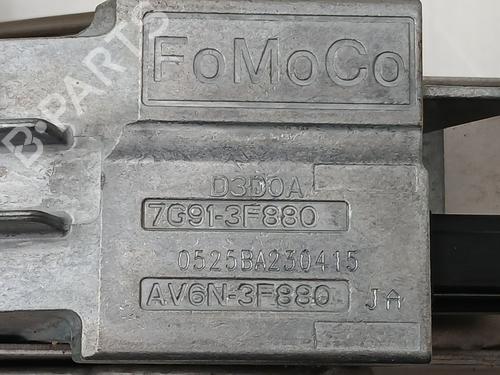 FoMoCo
B-PARTS
D3D0A
7G91-3F880
0525BA230415
AV6N-3F880 JA